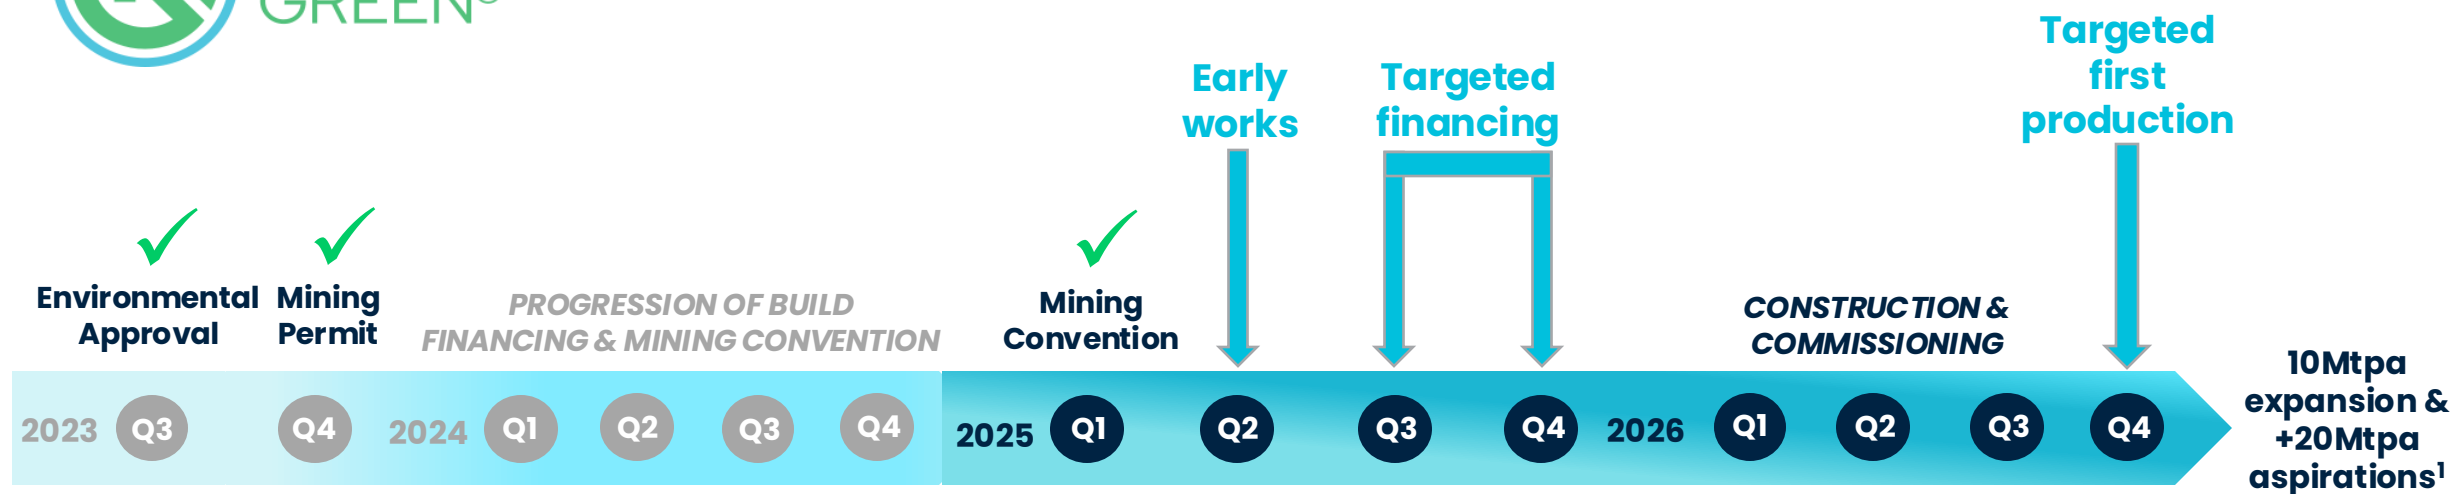 GREEN®
Targeted
first
production
Early
works
Targeted
financing
Environmental
Approval
Mining
Permit
PROGRESSION OF BUILD
FINANCING & MINING CONVENTION
Mining
Convention
CONSTRUCTION &
COMMISSIONING
2023 Q3 Q4 2024 Q1 Q2 Q3 Q4 2025 Q1 Q2 Q3 Q4 2026 Q1 Q2 Q3 Q4
10Mtpa
expansion &
+20Mtpa
aspirations¹